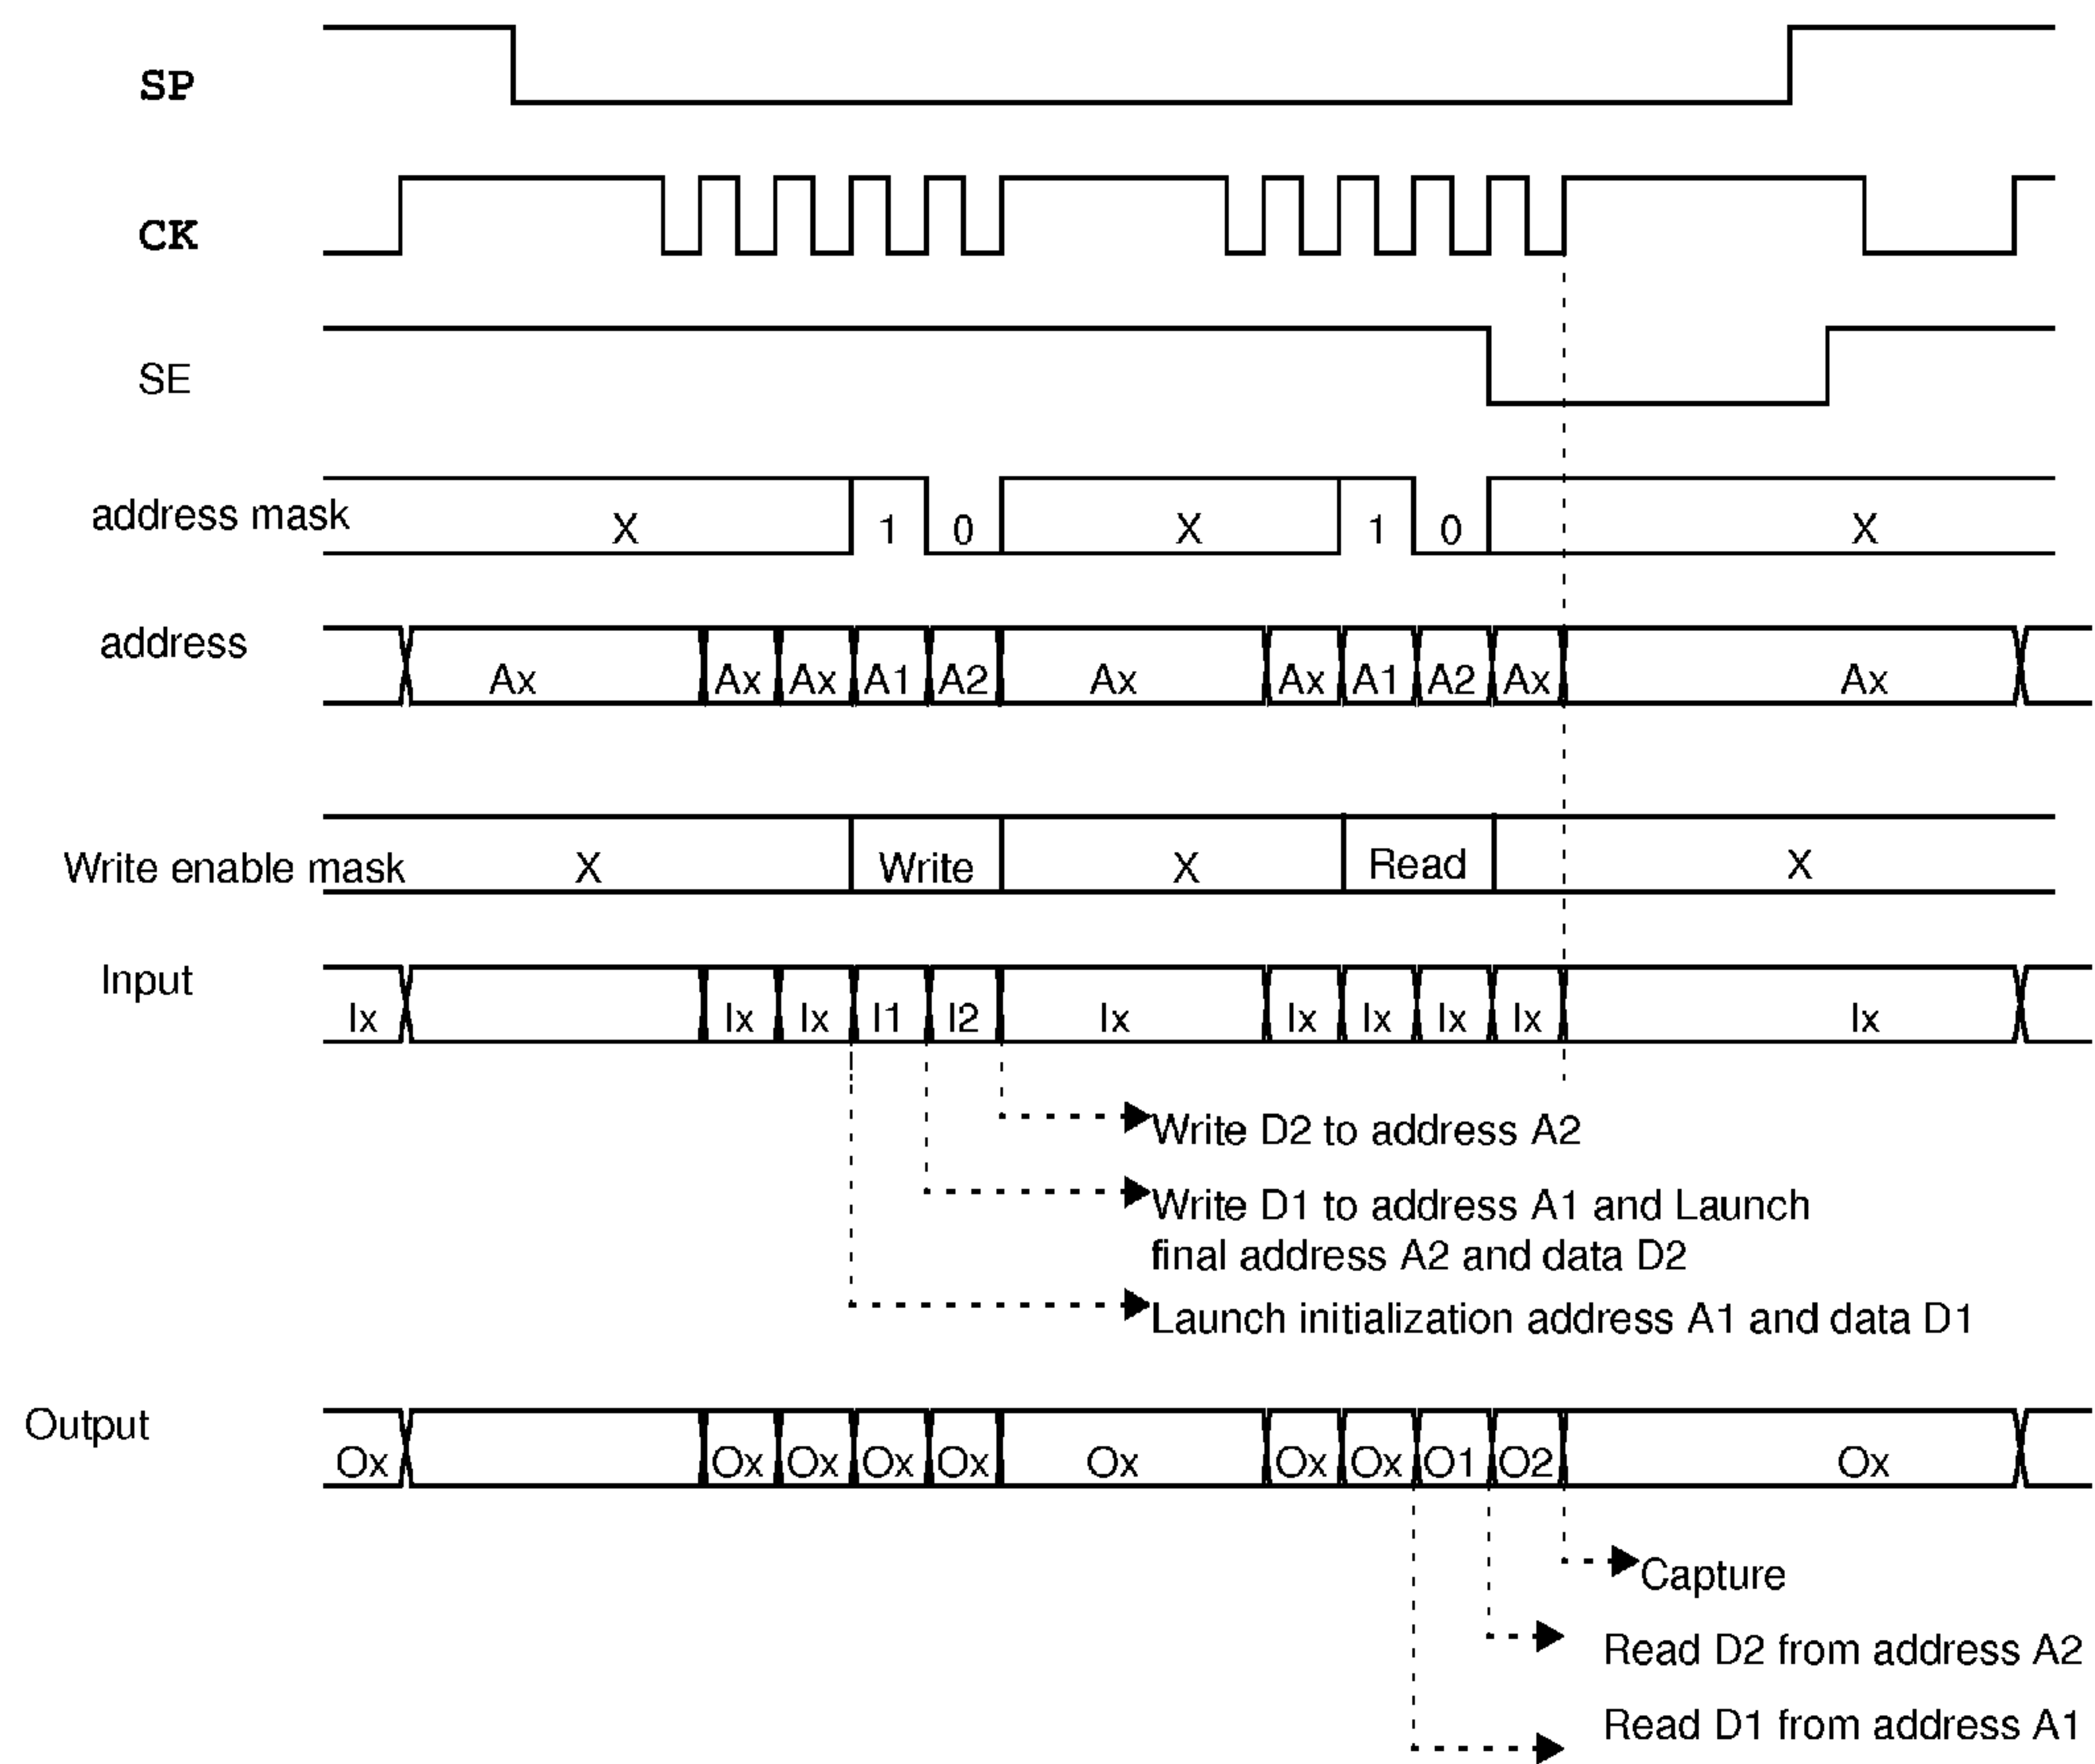 SP
CK
SE
address mask X 1 0 X 1 0 X
address Ax Ax Ax A1 A2 Ax Ax A1 A2 Ax Ax
Write enable mask X Write X Read X
Input Ix Ix Ix I1 I2 Ix Ix Ix Ix Ix Ix
Write D2 to address A2
Write D1 to address A1 and Launch
final address A2 and data D2
Launch initialization address A1 and data D1
Output Ox Ox Ox Ox Ox Ox Ox Ox O1 O2 Ox
Capture
Read D2 from address A2
Read D1 from address A1